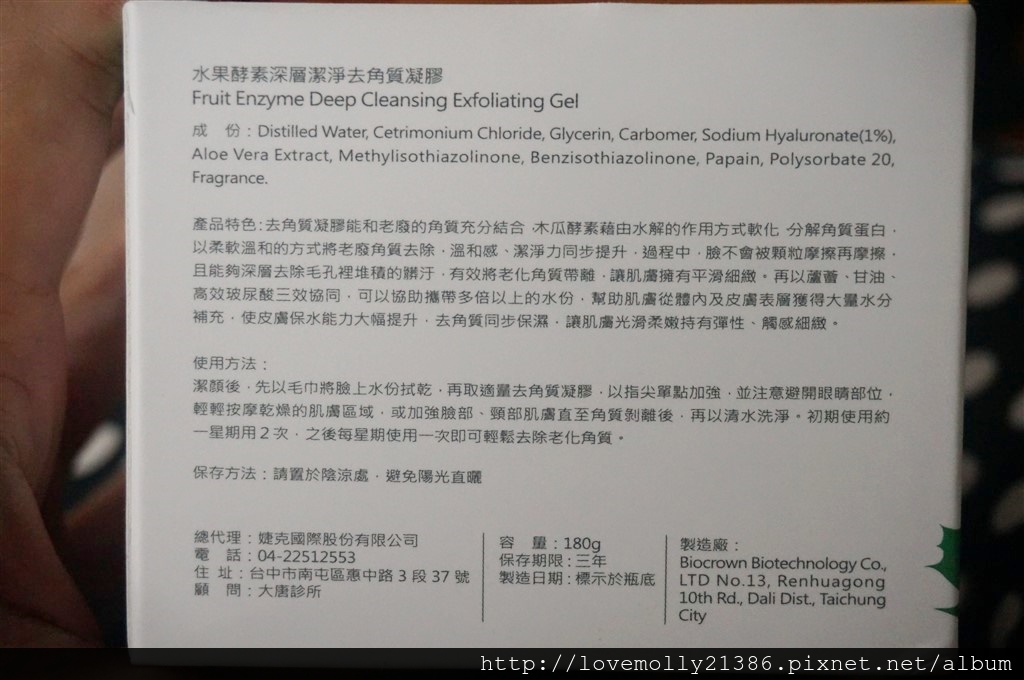 水果酵素深層潔淨去角質凝膠
Fruit Enzyme Deep Cleansing Exfoliating Gel
成　份：Distilled Water, Cetrimonium Chloride, Glycerin, Carbomer, Sodium Hyaluronate(1%),
Aloe Vera Extract, Methylisothiazolinone, Benzisothiazolinone, Papain, Polysorbate 20,
Fragrance.
產品特色：去角質凝膠能和老廢的角質充分結合，木瓜酵素藉由水解的作用方式軟化、分解角質蛋白，
以柔軟溫和的方式將老廢角質去除，溫和感、潔淨力同步提升，過程中，臉不會被顆粒摩擦再摩擦，
且能夠深層去除毛孔裡堆積的髒汙，有效將老化角質帶離，讓肌膚擁有平滑細緻。再以蘆薈、甘油、
高效玻尿酸三效協同，可以協助攜帶多倍以上的水份，幫助肌膚從體內及皮膚表層獲得大量水分
補充，使皮膚保水能力大幅提升，去角質同步保濕，讓肌膚光滑柔嫩持有彈性、觸感細緻。
使用方法：
潔顏後，先以毛巾將臉上水份拭乾，再取適量去角質凝膠，以指尖單點加強，並注意避開眼睛部位，
輕輕按摩乾燥的肌膚區域，或加強臉部、頸部肌膚直至角質剝離後，再以清水洗淨。初期使用約
一星期用2次，之後每星期使用一次即可輕鬆去除老化角質。
保存方法：請置於陰涼處，避免陽光直曬
總代理：婕克國際股份有限公司
電　話：04-22512553
住　址：台中市南屯區惠中路3段37號
顧　問：大唐診所
容　量：180g
保存期限：三年
製造日期：標示於瓶底
製造廠：
Biocrown Biotechnology Co.,
LTD No.13, Renhuagong
10th Rd., Dali Dist., Taichung
City
http://lovemolly21386.pixnet.net/album